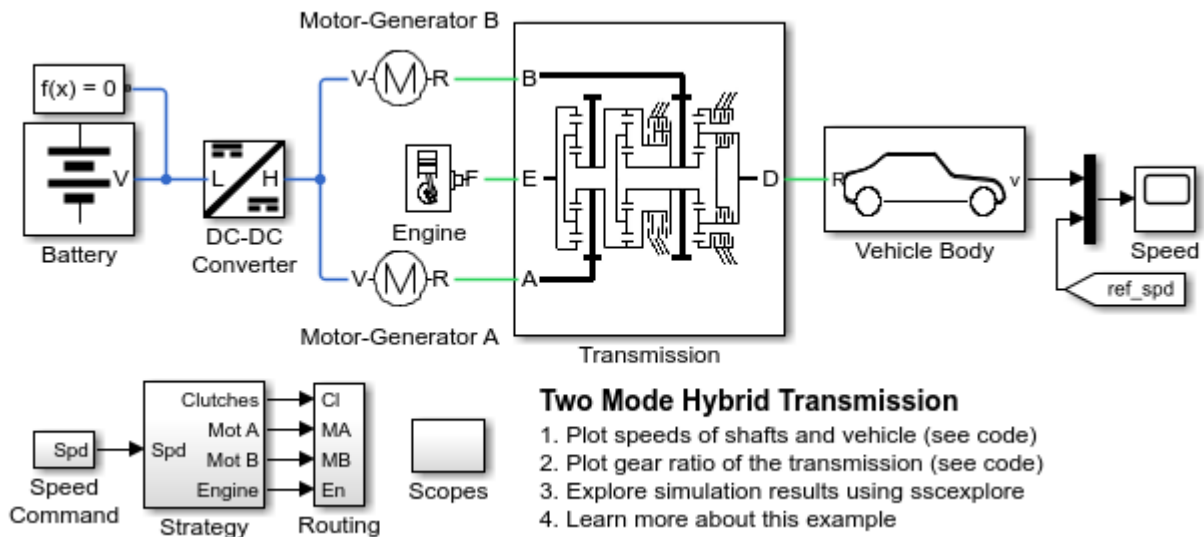 Motor-Generator B
f(x) = 0
V
L
H
V
R
B
Battery
DC-DC
Converter
F
Engine
E
D
V
R
A
Motor-Generator A
Transmission
R
v
Vehicle Body
Speed
ref_spd
Spd
Speed
Command
Spd
Clutches
Mot A
Mot B
Engine
Strategy
Cl
MA
MB
En
Routing
Scopes
Two Mode Hybrid Transmission
1. Plot speeds of shafts and vehicle (see code)
2. Plot gear ratio of the transmission (see code)
3. Explore simulation results using sscexplore
4. Learn more about this example